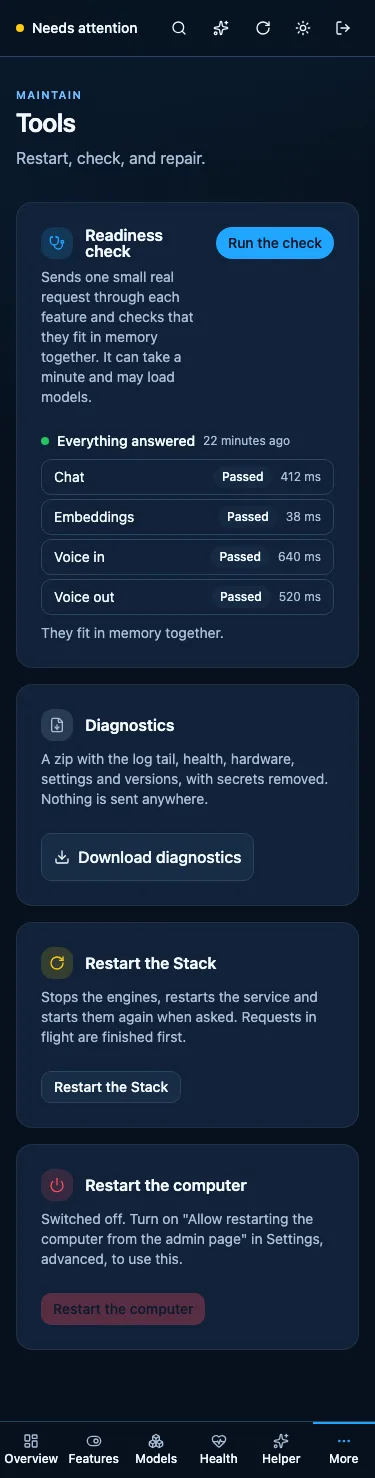 Needs attention
MAINTAIN
Tools
Restart, check, and repair.
Readiness
check
Run the check
Sends one small real
request through each
feature and checks that
they fit in memory
together. It can take a
minute and may load
models.
Everything answered 22 minutes ago
Chat Passed 412 ms
Embeddings Passed 38 ms
Voice in Passed 640 ms
Voice out Passed 520 ms
They fit in memory together.
Diagnostics
A zip with the log tail, health, hardware,
settings and versions, with secrets removed.
Nothing is sent anywhere.
Download diagnostics
Restart the Stack
Stops the engines, restarts the service and
starts them again when asked. Requests in
flight are finished first.
Restart the Stack
Restart the computer
Switched off. Turn on "Allow restarting the
computer from the admin page" in Settings,
advanced, to use this.
Restart the computer
Overview Features Models Health Helper More